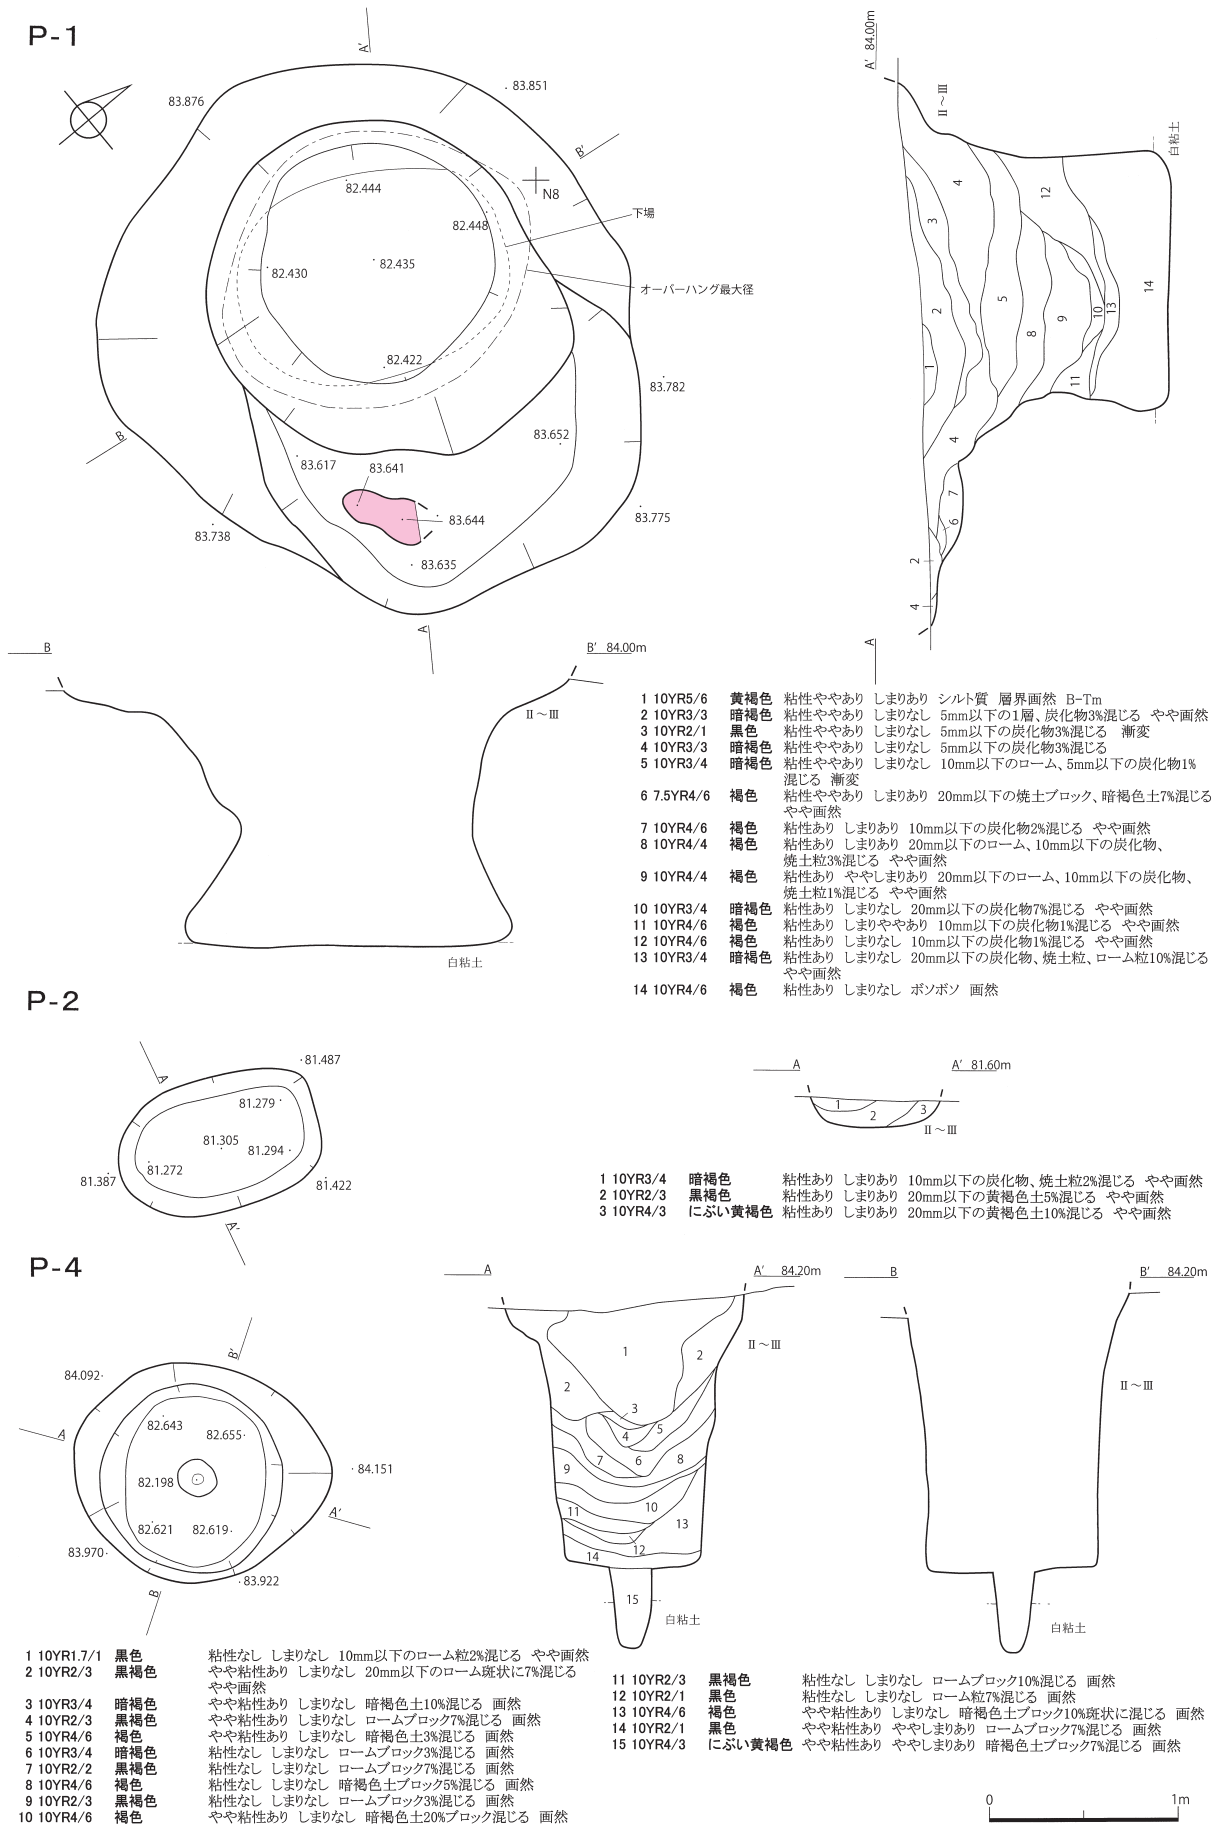 P-1
A'
83.876
83.851
B'
N8
82.444
82.448
下場
82.430
82.435
オーバーハング最大径
82.422
83.782
83.652
B
83.617
83.641
83.644
83.775
83.738
83.635
A
A' 84.00m
Ⅱ～Ⅲ
白粘土
4
12
3
5
2
8
9
10
13
14
1
11
4
7
6
2
4
A
B
B' 84.00m
Ⅱ～Ⅲ
白粘土
1 10YR5/6 黄褐色 粘性ややあり しまりあり シルト質 層界画然 B-Tm
2 10YR3/3 暗褐色 粘性ややあり しまりなし 5mm以下の1層、炭化物3%混じる やや画然
3 10YR2/1 黒色 粘性ややあり しまりなし 5mm以下の炭化物3%混じる 漸変
4 10YR3/3 暗褐色 粘性ややあり しまりなし 5mm以下の炭化物3%混じる
5 10YR3/4 暗褐色 粘性ややあり しまりなし 10mm以下のローム、5mm以下の炭化物1%
混じる 漸変
6 7.5YR4/6 褐色 粘性ややあり しまりあり 20mm以下の焼土ブロック、暗褐色土7%混じる
やや画然
7 10YR4/6 褐色 粘性あり しまりあり 10mm以下の炭化物2%混じる やや画然
8 10YR4/4 褐色 粘性あり しまりあり 20mm以下のローム、10mm以下の炭化物、
焼土粒3%混じる やや画然
9 10YR4/4 褐色 粘性あり ややしまりあり 20mm以下のローム、10mm以下の炭化物、
焼土粒1%混じる やや画然
10 10YR3/4 暗褐色 粘性あり しまりなし 20mm以下の炭化物7%混じる やや画然
11 10YR4/6 褐色 粘性あり しまりややあり 10mm以下の炭化物1%混じる やや画然
12 10YR4/6 褐色 粘性あり しまりなし 10mm以下の炭化物1%混じる やや画然
13 10YR3/4 暗褐色 粘性あり しまりなし 20mm以下の炭化物、焼土粒、ローム粒10%混じる
やや画然
14 10YR4/6 褐色 粘性あり しまりなし ボソボソ 画然
P-2
A
81.487
81.279
81.305
81.294
81.272
81.387
81.422
A'
A
A' 81.60m
1
2
3
Ⅱ～Ⅲ
1 10YR3/4 暗褐色 粘性あり しまりあり 10mm以下の炭化物、焼土粒2%混じる やや画然
2 10YR2/3 黒褐色 粘性あり しまりあり 20mm以下の黄褐色土5%混じる やや画然
3 10YR4/3 にぶい黄褐色 粘性あり しまりあり 20mm以下の黄褐色土10%混じる やや画然
P-4
B'
84.092
A
82.643
82.655
82.198
84.151
A'
82.621
82.619
83.970
83.922
B
A
A' 84.20m
1
2
Ⅱ～Ⅲ
2
3
4
5
7
6
8
9
10
11
13
12
14
15
白粘土
B
B' 84.20m
Ⅱ～Ⅲ
白粘土
1 10YR1.7/1 黒色 粘性なし しまりなし 10mm以下のローム粒2%混じる やや画然
2 10YR2/3 黒褐色 やや粘性あり しまりなし 20mm以下のローム斑状に7%混じる
やや画然
3 10YR3/4 暗褐色 やや粘性あり しまりなし 暗褐色土10%混じる 画然
4 10YR2/3 黒褐色 やや粘性あり しまりなし ロームブロック7%混じる 画然
5 10YR4/6 褐色 やや粘性あり しまりなし 暗褐色土3%混じる 画然
6 10YR3/4 暗褐色 粘性なし しまりなし ロームブロック3%混じる 画然
7 10YR2/2 黒褐色 粘性なし しまりなし ロームブロック7%混じる 画然
8 10YR4/6 褐色 粘性なし しまりなし 暗褐色土ブロック5%混じる 画然
9 10YR2/3 黒褐色 粘性なし しまりなし ロームブロック3%混じる 画然
10 10YR4/6 褐色 やや粘性あり しまりなし 暗褐色土20%ブロック混じる 画然
11 10YR2/3 黒褐色 粘性なし しまりなし ロームブロック10%混じる 画然
12 10YR2/1 黒色 粘性なし しまりなし ローム粒7%混じる 画然
13 10YR4/6 褐色 やや粘性あり しまりなし 暗褐色土ブロック10%斑状に混じる 画然
14 10YR2/1 黒色 やや粘性あり ややしまりあり ロームブロック7%混じる 画然
15 10YR4/3 にぶい黄褐色 やや粘性あり ややしまりあり 暗褐色土ブロック7%混じる 画然
0 1m